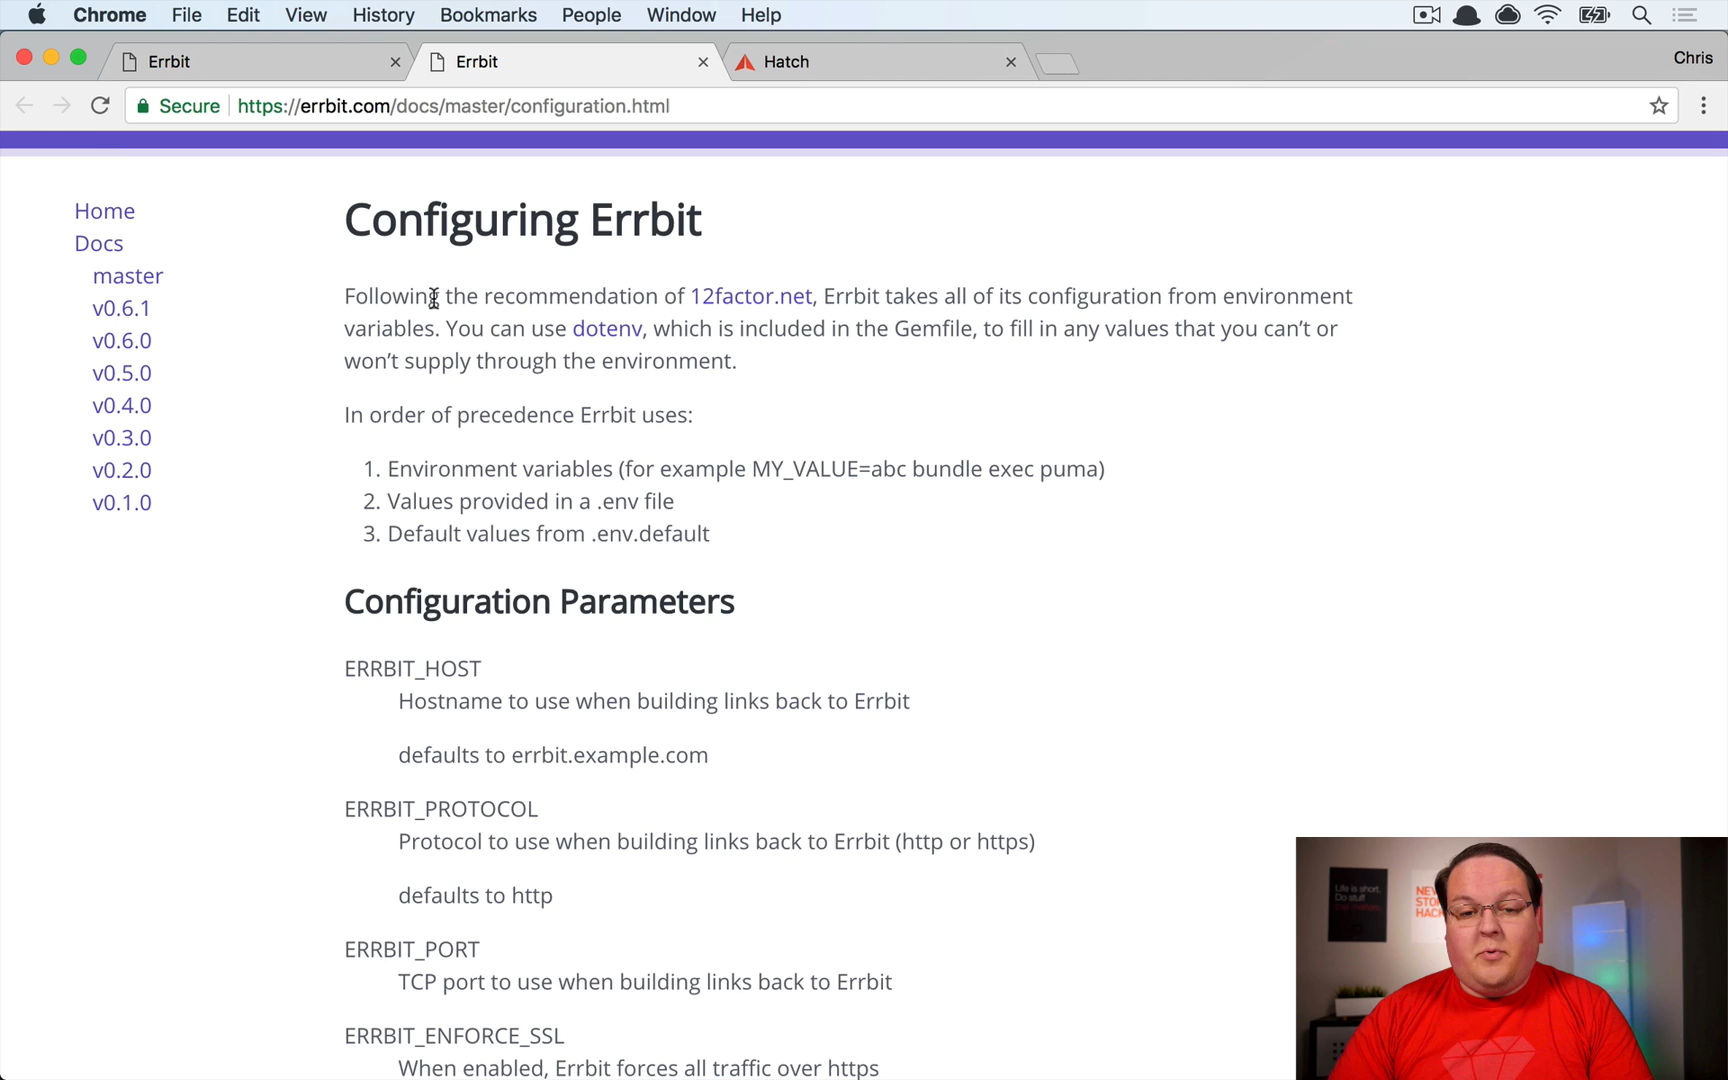 Chrome File Edit View History Bookmarks People Window Help
Errbit Errbit Hatch Chris
Secure https://errbit.com/docs/master/configuration.html
Home
Docs
master
v0.6.1
v0.6.0
v0.5.0
v0.4.0
v0.3.0
v0.2.0
v0.1.0
Configuring Errbit
Following the recommendation of 12factor.net, Errbit takes all of its configuration from environment
variables. You can use dotenv, which is included in the Gemfile, to fill in any values that you can’t or
won’t supply through the environment.
In order of precedence Errbit uses:
1. Environment variables (for example MY_VALUE=abc bundle exec puma)
2. Values provided in a .env file
3. Default values from .env.default
Configuration Parameters
ERRBIT_HOST
Hostname to use when building links back to Errbit
defaults to errbit.example.com
ERRBIT_PROTOCOL
Protocol to use when building links back to Errbit (http or https)
defaults to http
ERRBIT_PORT
TCP port to use when building links back to Errbit
ERRBIT_ENFORCE_SSL
When enabled, Errbit forces all traffic over https
Life is short.
Do stuff
NEW
STO
HACK